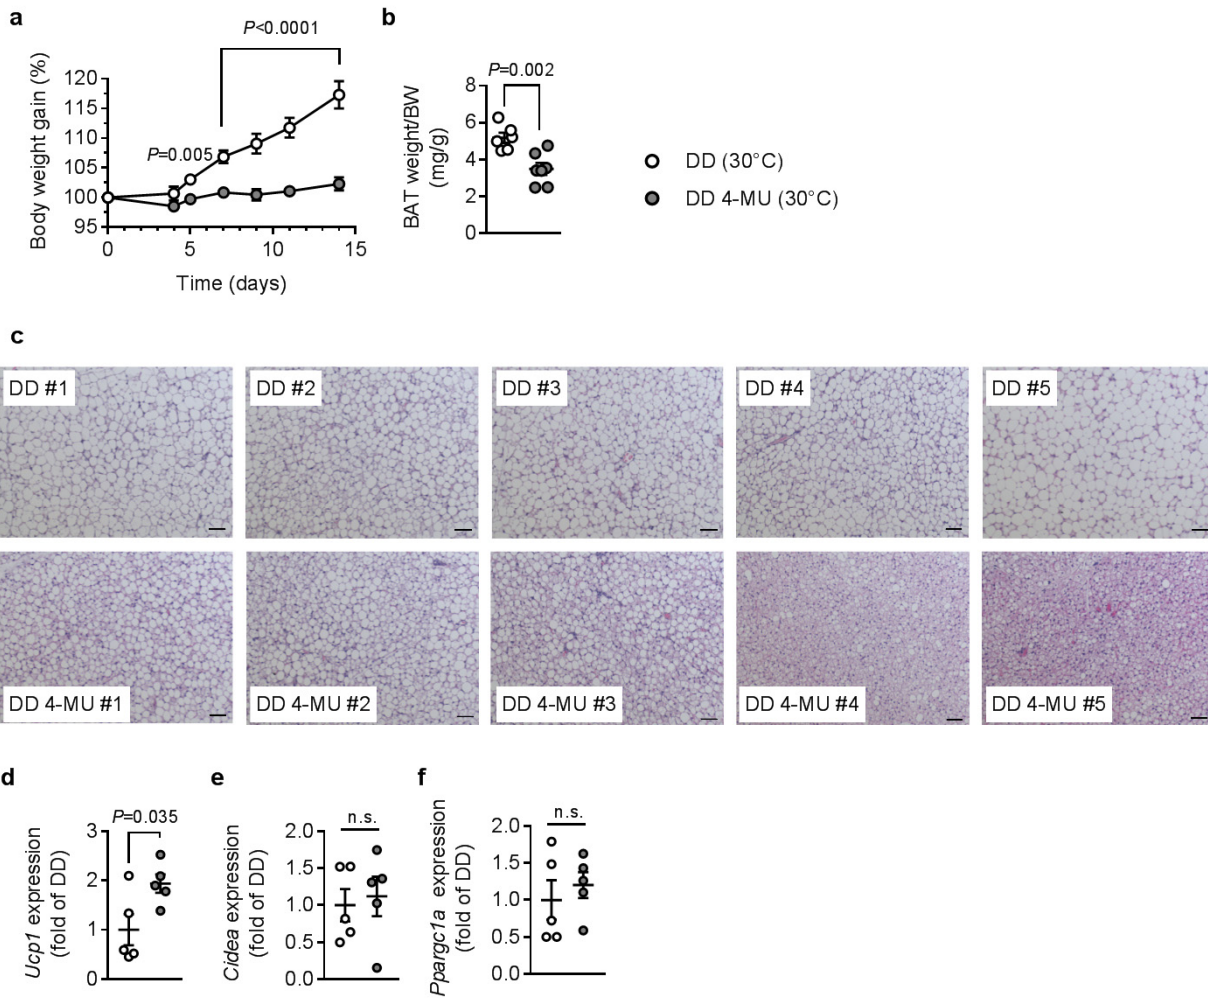 a
P<0.0001
Body weight gain (%)
120
115
110
105
100
95
P=0.005
0
5
10
15
Time (days)
b
P=0.002
BAT weight/BW
(mg/g)
8
6
4
2
0
DD (30°C)
DD 4-MU (30°C)
c
DD #1
DD #2
DD #3
DD #4
DD #5
DD 4-MU #1
DD 4-MU #2
DD 4-MU #3
DD 4-MU #4
DD 4-MU #5
d
P=0.035
Ucp1 expression
(fold of DD)
3
2
1
0
e
n.s.
Cidea expression
(fold of DD)
2.0
1.5
1.0
0.5
0.0
f
n.s.
Ppargc1a expression
(fold of DD)
2.0
1.5
1.0
0.5
0.0